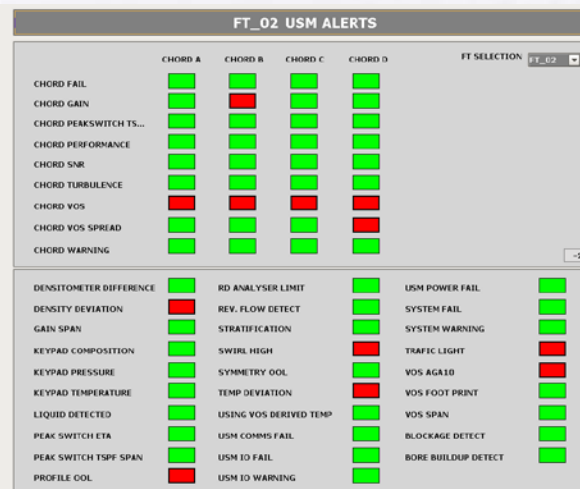 FT_02 USM ALERTS
CHORD A CHORD B CHORD C CHORD D FT SELECTION FT_02
CHORD FAIL
CHORD GAIN
CHORD PEAKSWITCH TS...
CHORD PERFORMANCE
CHORD SNR
CHORD TURBULENCE
CHORD VOS
CHORD VOS SPREAD
CHORD WARNING
DENSITOMETER DIFFERENCE RD ANALYSER LIMIT USM POWER FAIL
DENSITY DEVIATION REV. FLOW DETECT SYSTEM FAIL
GAIN SPAN STRATIFICATION SYSTEM WARNING
KEYPAD COMPOSITION SWIRL HIGH TRAFIC LIGHT
KEYPAD PRESSURE SYMMETRY OOL VOS AGA10
KEYPAD TEMPERATURE TEMP DEVIATION VOS FOOT PRINT
LIQUID DETECTED USING VOS DERIVED TEMP VOS SPAN
PEAK SWITCH ETA USM COMMS FAIL BLOCKAGE DETECT
PEAK SWITCH TSPF SPAN USM IO FAIL BORE BUILDUP DETECT
PROFILE OOL USM IO WARNING